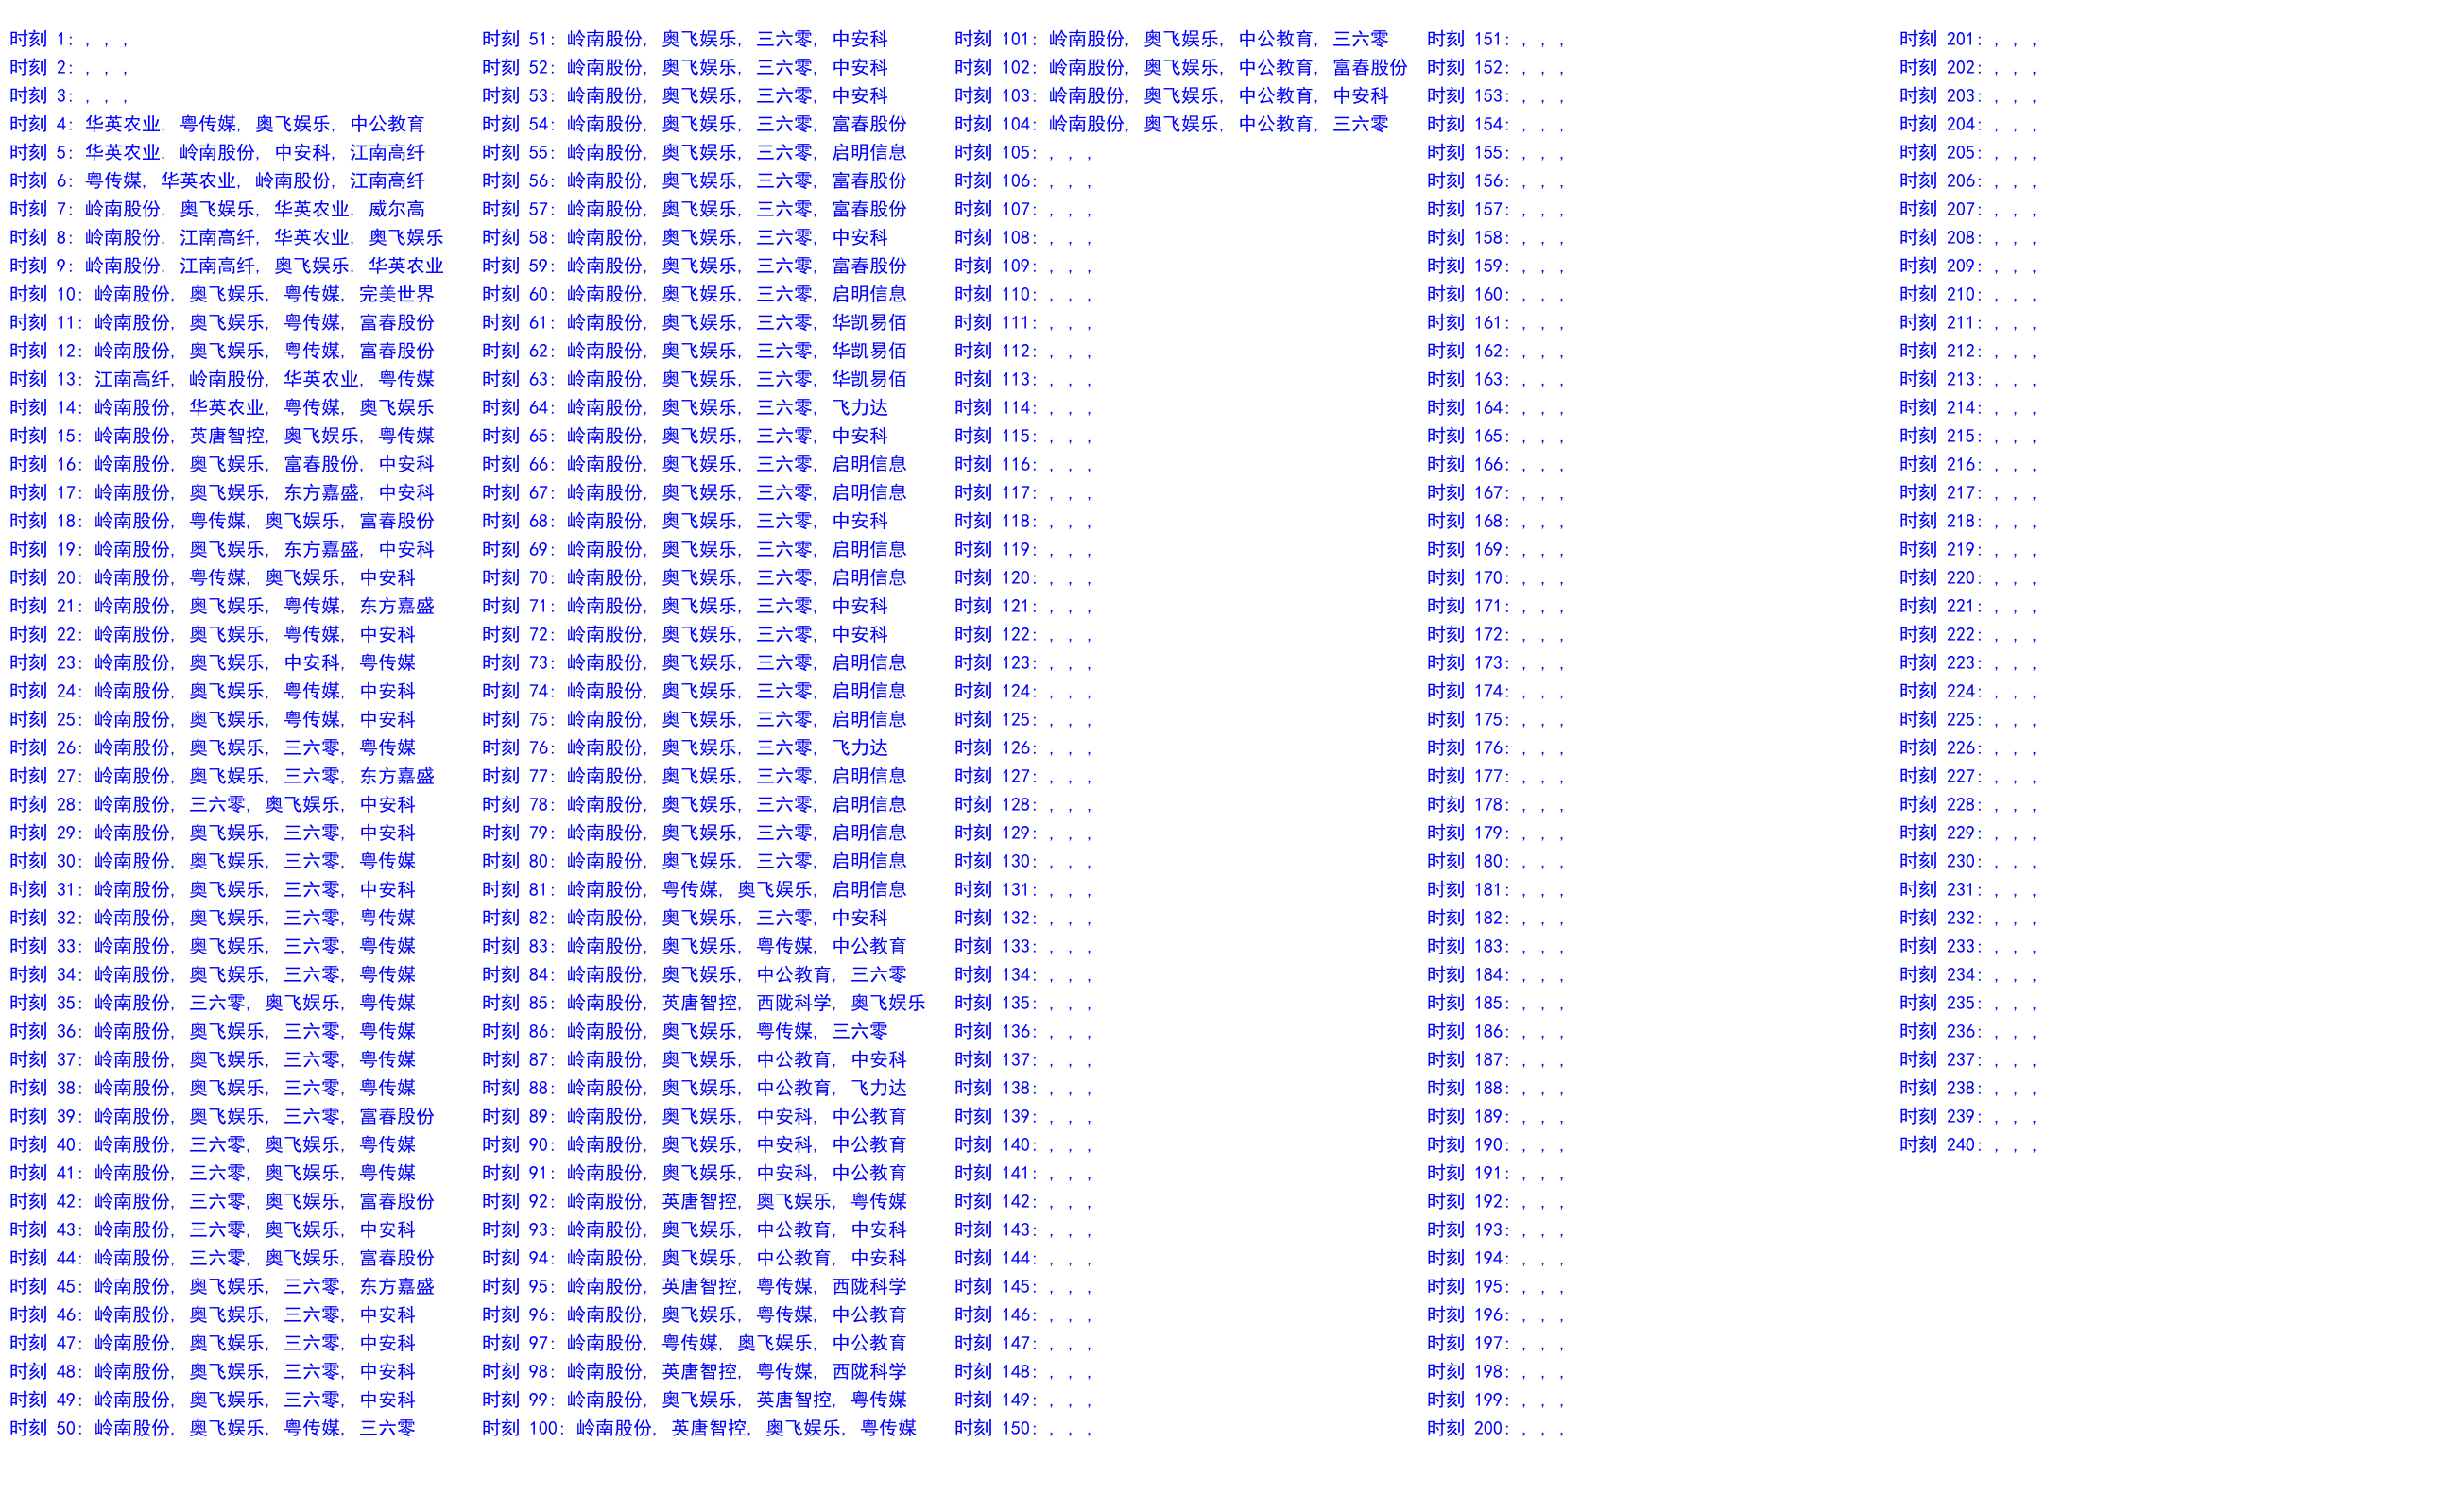 时刻 1: , , ,
时刻 2: , , ,
时刻 3: , , ,
时刻 4: 华英农业, 粤传媒, 奥飞娱乐, 中公教育
时刻 5: 华英农业, 岭南股份, 中安科, 江南高纤
时刻 6: 粤传媒, 华英农业, 岭南股份, 江南高纤
时刻 7: 岭南股份, 奥飞娱乐, 华英农业, 威尔高
时刻 8: 岭南股份, 江南高纤, 华英农业, 奥飞娱乐
时刻 9: 岭南股份, 江南高纤, 奥飞娱乐, 华英农业
时刻 10: 岭南股份, 奥飞娱乐, 粤传媒, 完美世界
时刻 11: 岭南股份, 奥飞娱乐, 粤传媒, 富春股份
时刻 12: 岭南股份, 奥飞娱乐, 粤传媒, 富春股份
时刻 13: 江南高纤, 岭南股份, 华英农业, 粤传媒
时刻 14: 岭南股份, 华英农业, 粤传媒, 奥飞娱乐
时刻 15: 岭南股份, 英唐智控, 奥飞娱乐, 粤传媒
时刻 16: 岭南股份, 奥飞娱乐, 富春股份, 中安科
时刻 17: 岭南股份, 奥飞娱乐, 东方嘉盛, 中安科
时刻 18: 岭南股份, 粤传媒, 奥飞娱乐, 富春股份
时刻 19: 岭南股份, 奥飞娱乐, 东方嘉盛, 中安科
时刻 20: 岭南股份, 粤传媒, 奥飞娱乐, 中安科
时刻 21: 岭南股份, 奥飞娱乐, 粤传媒, 东方嘉盛
时刻 22: 岭南股份, 奥飞娱乐, 粤传媒, 中安科
时刻 23: 岭南股份, 奥飞娱乐, 中安科, 粤传媒
时刻 24: 岭南股份, 奥飞娱乐, 粤传媒, 中安科
时刻 25: 岭南股份, 奥飞娱乐, 粤传媒, 中安科
时刻 26: 岭南股份, 奥飞娱乐, 三六零, 粤传媒
时刻 27: 岭南股份, 奥飞娱乐, 三六零, 东方嘉盛
时刻 28: 岭南股份, 三六零, 奥飞娱乐, 中安科
时刻 29: 岭南股份, 奥飞娱乐, 三六零, 中安科
时刻 30: 岭南股份, 奥飞娱乐, 三六零, 粤传媒
时刻 31: 岭南股份, 奥飞娱乐, 三六零, 中安科
时刻 32: 岭南股份, 奥飞娱乐, 三六零, 粤传媒
时刻 33: 岭南股份, 奥飞娱乐, 三六零, 粤传媒
时刻 34: 岭南股份, 奥飞娱乐, 三六零, 粤传媒
时刻 35: 岭南股份, 三六零, 奥飞娱乐, 粤传媒
时刻 36: 岭南股份, 奥飞娱乐, 三六零, 粤传媒
时刻 37: 岭南股份, 奥飞娱乐, 三六零, 粤传媒
时刻 38: 岭南股份, 奥飞娱乐, 三六零, 粤传媒
时刻 39: 岭南股份, 奥飞娱乐, 三六零, 富春股份
时刻 40: 岭南股份, 三六零, 奥飞娱乐, 粤传媒
时刻 41: 岭南股份, 三六零, 奥飞娱乐, 粤传媒
时刻 42: 岭南股份, 三六零, 奥飞娱乐, 富春股份
时刻 43: 岭南股份, 三六零, 奥飞娱乐, 中安科
时刻 44: 岭南股份, 三六零, 奥飞娱乐, 富春股份
时刻 45: 岭南股份, 奥飞娱乐, 三六零, 东方嘉盛
时刻 46: 岭南股份, 奥飞娱乐, 三六零, 中安科
时刻 47: 岭南股份, 奥飞娱乐, 三六零, 中安科
时刻 48: 岭南股份, 奥飞娱乐, 三六零, 中安科
时刻 49: 岭南股份, 奥飞娱乐, 三六零, 中安科
时刻 50: 岭南股份, 奥飞娱乐, 粤传媒, 三六零
时刻 51: 岭南股份, 奥飞娱乐, 三六零, 中安科
时刻 52: 岭南股份, 奥飞娱乐, 三六零, 中安科
时刻 53: 岭南股份, 奥飞娱乐, 三六零, 中安科
时刻 54: 岭南股份, 奥飞娱乐, 三六零, 富春股份
时刻 55: 岭南股份, 奥飞娱乐, 三六零, 启明信息
时刻 56: 岭南股份, 奥飞娱乐, 三六零, 富春股份
时刻 57: 岭南股份, 奥飞娱乐, 三六零, 富春股份
时刻 58: 岭南股份, 奥飞娱乐, 三六零, 中安科
时刻 59: 岭南股份, 奥飞娱乐, 三六零, 富春股份
时刻 60: 岭南股份, 奥飞娱乐, 三六零, 启明信息
时刻 61: 岭南股份, 奥飞娱乐, 三六零, 华凯易佰
时刻 62: 岭南股份, 奥飞娱乐, 三六零, 华凯易佰
时刻 63: 岭南股份, 奥飞娱乐, 三六零, 华凯易佰
时刻 64: 岭南股份, 奥飞娱乐, 三六零, 飞力达
时刻 65: 岭南股份, 奥飞娱乐, 三六零, 中安科
时刻 66: 岭南股份, 奥飞娱乐, 三六零, 启明信息
时刻 67: 岭南股份, 奥飞娱乐, 三六零, 启明信息
时刻 68: 岭南股份, 奥飞娱乐, 三六零, 中安科
时刻 69: 岭南股份, 奥飞娱乐, 三六零, 启明信息
时刻 70: 岭南股份, 奥飞娱乐, 三六零, 启明信息
时刻 71: 岭南股份, 奥飞娱乐, 三六零, 中安科
时刻 72: 岭南股份, 奥飞娱乐, 三六零, 中安科
时刻 73: 岭南股份, 奥飞娱乐, 三六零, 启明信息
时刻 74: 岭南股份, 奥飞娱乐, 三六零, 启明信息
时刻 75: 岭南股份, 奥飞娱乐, 三六零, 启明信息
时刻 76: 岭南股份, 奥飞娱乐, 三六零, 飞力达
时刻 77: 岭南股份, 奥飞娱乐, 三六零, 启明信息
时刻 78: 岭南股份, 奥飞娱乐, 三六零, 启明信息
时刻 79: 岭南股份, 奥飞娱乐, 三六零, 启明信息
时刻 80: 岭南股份, 奥飞娱乐, 三六零, 启明信息
时刻 81: 岭南股份, 粤传媒, 奥飞娱乐, 启明信息
时刻 82: 岭南股份, 奥飞娱乐, 三六零, 中安科
时刻 83: 岭南股份, 奥飞娱乐, 粤传媒, 中公教育
时刻 84: 岭南股份, 奥飞娱乐, 中公教育, 三六零
时刻 85: 岭南股份, 英唐智控, 西陇科学, 奥飞娱乐
时刻 86: 岭南股份, 奥飞娱乐, 粤传媒, 三六零
时刻 87: 岭南股份, 奥飞娱乐, 中公教育, 中安科
时刻 88: 岭南股份, 奥飞娱乐, 中公教育, 飞力达
时刻 89: 岭南股份, 奥飞娱乐, 中安科, 中公教育
时刻 90: 岭南股份, 奥飞娱乐, 中安科, 中公教育
时刻 91: 岭南股份, 奥飞娱乐, 中安科, 中公教育
时刻 92: 岭南股份, 英唐智控, 奥飞娱乐, 粤传媒
时刻 93: 岭南股份, 奥飞娱乐, 中公教育, 中安科
时刻 94: 岭南股份, 奥飞娱乐, 中公教育, 中安科
时刻 95: 岭南股份, 英唐智控, 粤传媒, 西陇科学
时刻 96: 岭南股份, 奥飞娱乐, 粤传媒, 中公教育
时刻 97: 岭南股份, 粤传媒, 奥飞娱乐, 中公教育
时刻 98: 岭南股份, 英唐智控, 粤传媒, 西陇科学
时刻 99: 岭南股份, 奥飞娱乐, 英唐智控, 粤传媒
时刻 100: 岭南股份, 英唐智控, 奥飞娱乐, 粤传媒
时刻 101: 岭南股份, 奥飞娱乐, 中公教育, 三六零
时刻 102: 岭南股份, 奥飞娱乐, 中公教育, 富春股份
时刻 103: 岭南股份, 奥飞娱乐, 中公教育, 中安科
时刻 104: 岭南股份, 奥飞娱乐, 中公教育, 三六零
时刻 105: , , ,
时刻 106: , , ,
时刻 107: , , ,
时刻 108: , , ,
时刻 109: , , ,
时刻 110: , , ,
时刻 111: , , ,
时刻 112: , , ,
时刻 113: , , ,
时刻 114: , , ,
时刻 115: , , ,
时刻 116: , , ,
时刻 117: , , ,
时刻 118: , , ,
时刻 119: , , ,
时刻 120: , , ,
时刻 121: , , ,
时刻 122: , , ,
时刻 123: , , ,
时刻 124: , , ,
时刻 125: , , ,
时刻 126: , , ,
时刻 127: , , ,
时刻 128: , , ,
时刻 129: , , ,
时刻 130: , , ,
时刻 131: , , ,
时刻 132: , , ,
时刻 133: , , ,
时刻 134: , , ,
时刻 135: , , ,
时刻 136: , , ,
时刻 137: , , ,
时刻 138: , , ,
时刻 139: , , ,
时刻 140: , , ,
时刻 141: , , ,
时刻 142: , , ,
时刻 143: , , ,
时刻 144: , , ,
时刻 145: , , ,
时刻 146: , , ,
时刻 147: , , ,
时刻 148: , , ,
时刻 149: , , ,
时刻 150: , , ,
时刻 151: , , ,
时刻 152: , , ,
时刻 153: , , ,
时刻 154: , , ,
时刻 155: , , ,
时刻 156: , , ,
时刻 157: , , ,
时刻 158: , , ,
时刻 159: , , ,
时刻 160: , , ,
时刻 161: , , ,
时刻 162: , , ,
时刻 163: , , ,
时刻 164: , , ,
时刻 165: , , ,
时刻 166: , , ,
时刻 167: , , ,
时刻 168: , , ,
时刻 169: , , ,
时刻 170: , , ,
时刻 171: , , ,
时刻 172: , , ,
时刻 173: , , ,
时刻 174: , , ,
时刻 175: , , ,
时刻 176: , , ,
时刻 177: , , ,
时刻 178: , , ,
时刻 179: , , ,
时刻 180: , , ,
时刻 181: , , ,
时刻 182: , , ,
时刻 183: , , ,
时刻 184: , , ,
时刻 185: , , ,
时刻 186: , , ,
时刻 187: , , ,
时刻 188: , , ,
时刻 189: , , ,
时刻 190: , , ,
时刻 191: , , ,
时刻 192: , , ,
时刻 193: , , ,
时刻 194: , , ,
时刻 195: , , ,
时刻 196: , , ,
时刻 197: , , ,
时刻 198: , , ,
时刻 199: , , ,
时刻 200: , , ,
时刻 201: , , ,
时刻 202: , , ,
时刻 203: , , ,
时刻 204: , , ,
时刻 205: , , ,
时刻 206: , , ,
时刻 207: , , ,
时刻 208: , , ,
时刻 209: , , ,
时刻 210: , , ,
时刻 211: , , ,
时刻 212: , , ,
时刻 213: , , ,
时刻 214: , , ,
时刻 215: , , ,
时刻 216: , , ,
时刻 217: , , ,
时刻 218: , , ,
时刻 219: , , ,
时刻 220: , , ,
时刻 221: , , ,
时刻 222: , , ,
时刻 223: , , ,
时刻 224: , , ,
时刻 225: , , ,
时刻 226: , , ,
时刻 227: , , ,
时刻 228: , , ,
时刻 229: , , ,
时刻 230: , , ,
时刻 231: , , ,
时刻 232: , , ,
时刻 233: , , ,
时刻 234: , , ,
时刻 235: , , ,
时刻 236: , , ,
时刻 237: , , ,
时刻 238: , , ,
时刻 239: , , ,
时刻 240: , , ,